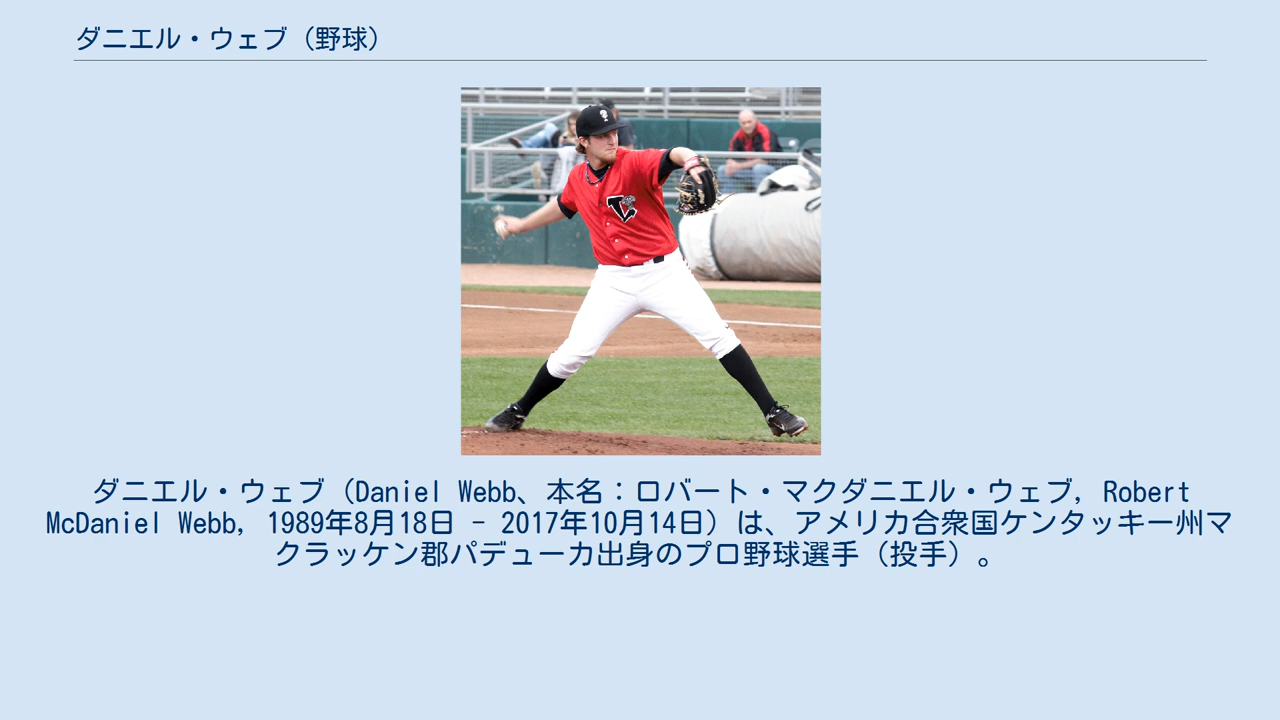 ダニエル・ウェブ（野球）
ダニエル・ウェブ（Daniel Webb、本名：ロバート・マクダニエル・ウェブ, Robert
McDaniel Webb, 1989年8月18日 - 2017年10月14日）は、アメリカ合衆国ケンタッキー州マ
クラッケン郡パデューカ出身のプロ野球選手（投手）。